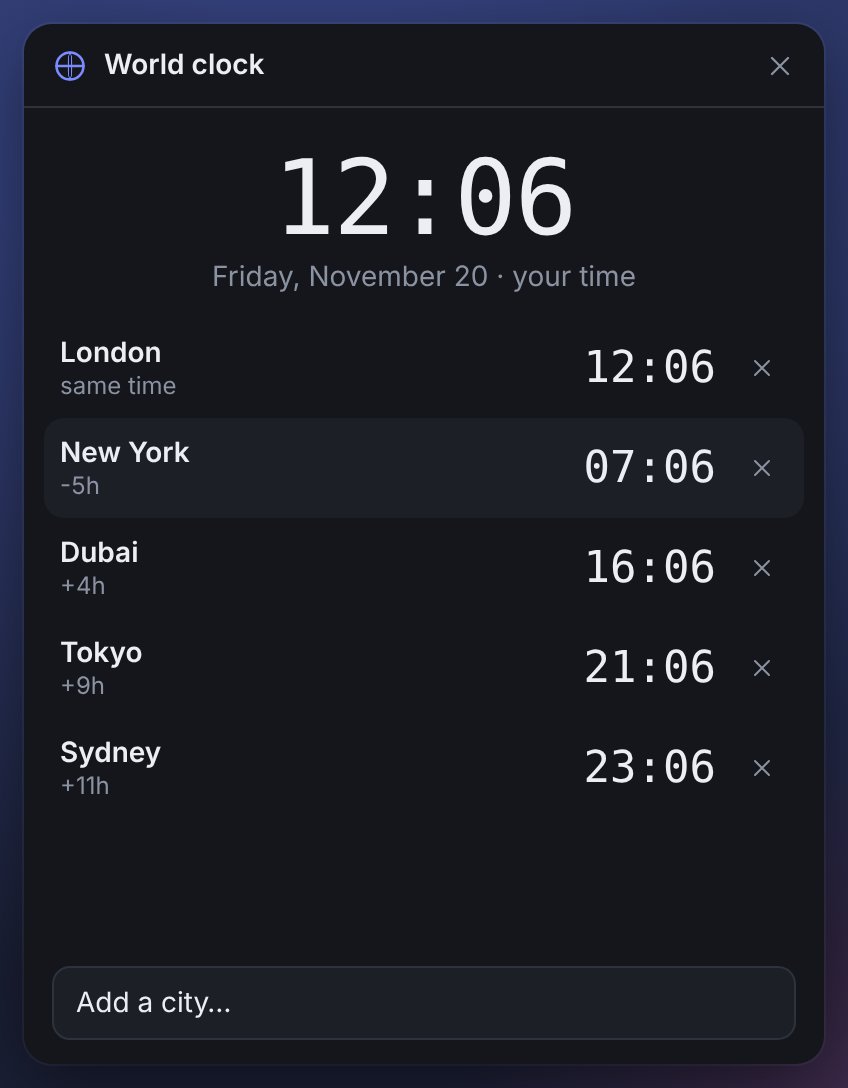 World clock
12:06
Friday, November 20 · your time
London
same time
12:06
New York
-5h
07:06
Dubai
+4h
16:06
Tokyo
+9h
21:06
Sydney
+11h
23:06
Add a city...